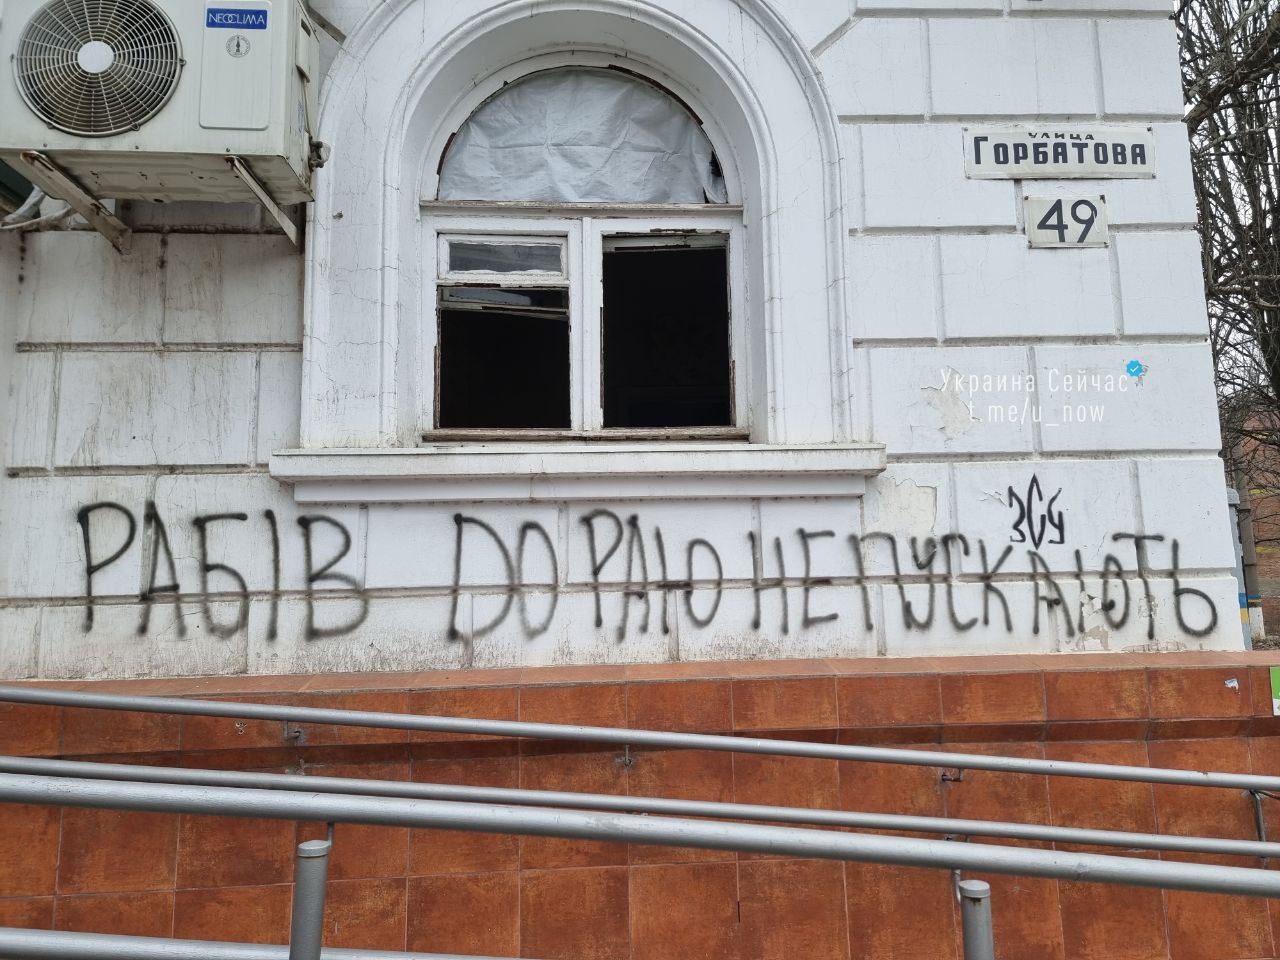 NEOCLIMA
УЛИЦА
ГОРБАТОВА
49
Украина Сейчас
t.me/u_now
ЗСУ
РАБІВ ДО РАЮ НЕ ПУСКАЮТЬ